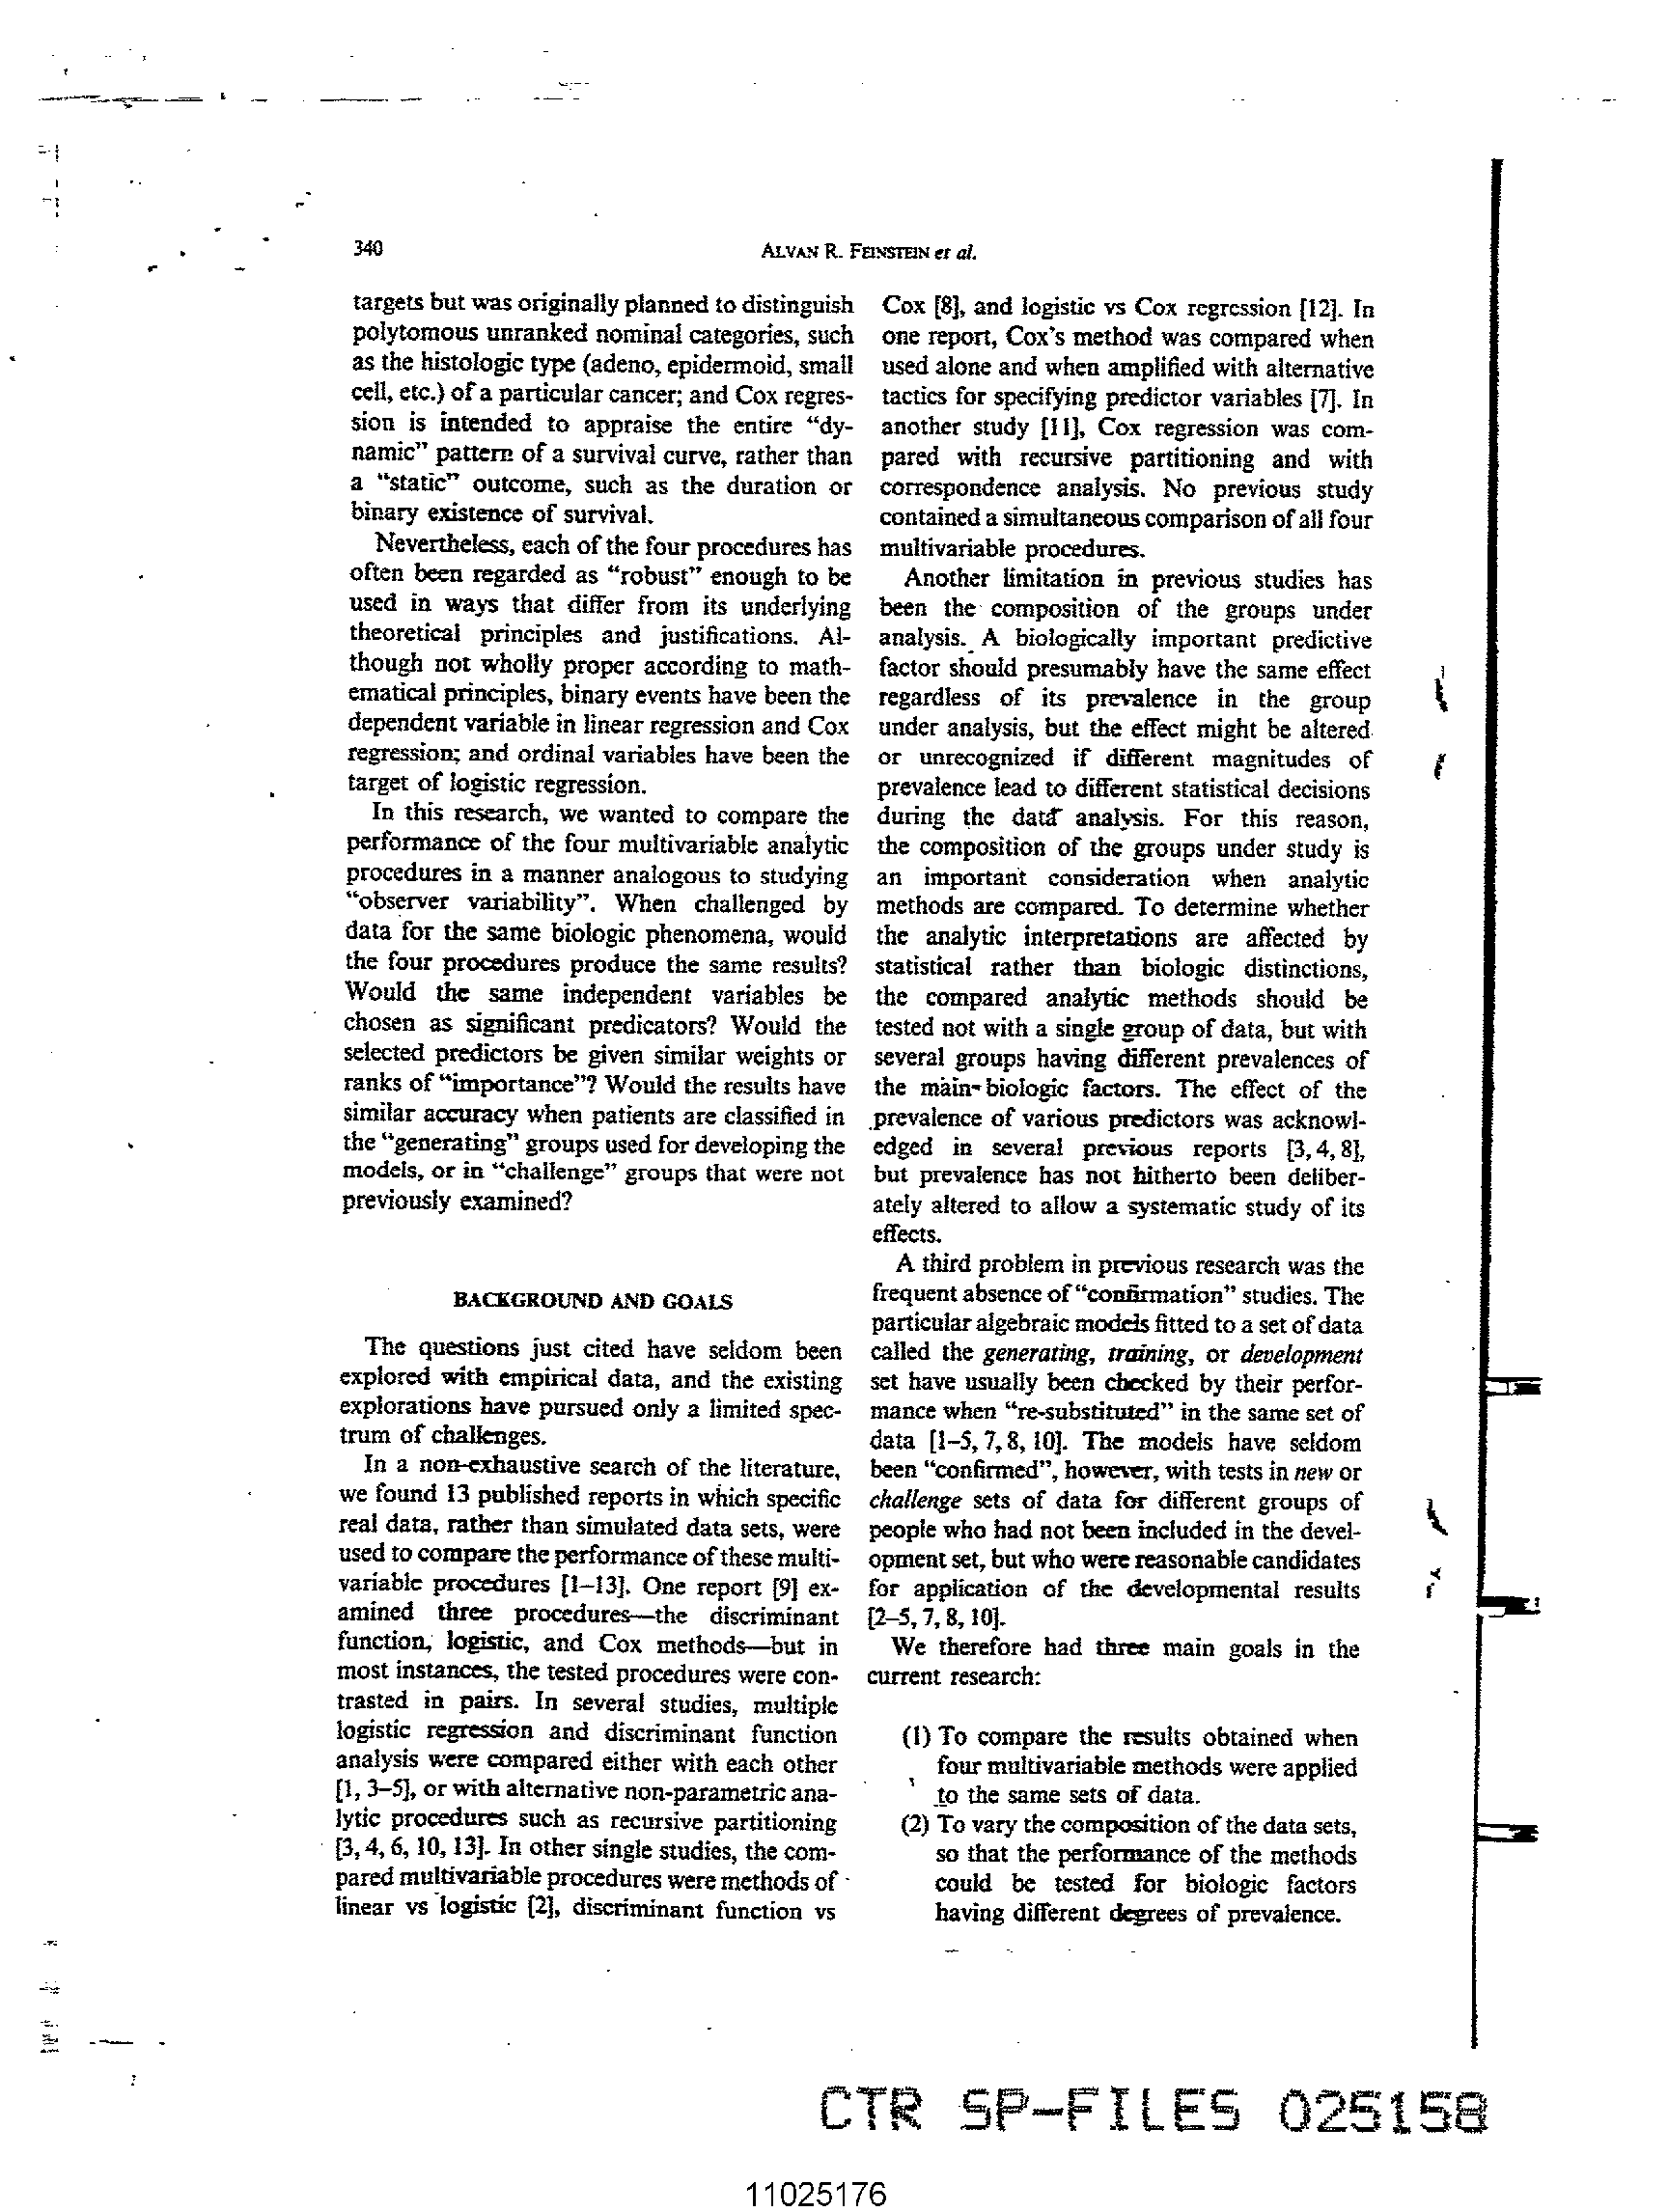 340
ALVAN R. FEINSTEIN et al.
targets but was originally planned to distinguish
polytomous unranked nominal categories, such
as the histologic type (adeno, epidermoid, small
cell, etc.) of a particular cancer; and Cox regres-
sion is intended to appraise the entire “dy-
namic” pattern of a survival curve, rather than
a “static” outcome, such as the duration or
binary existence of survival.
Nevertheless, each of the four procedures has
often been regarded as “robust” enough to be
used in ways that differ from its underlying
theoretical principles and justifications. Al-
though not wholly proper according to math-
ematical principles, binary events have been the
dependent variable in linear regression and Cox
regression; and ordinal variables have been the
target of logistic regression.
In this research, we wanted to compare the
performance of the four multivariable analytic
procedures in a manner analogous to studying
“observer variability”. When challenged by
data for the same biologic phenomena, would
the four procedures produce the same results?
Would the same independent variables be
chosen as significant predicators? Would the
selected predictors be given similar weights or
ranks of “importance”? Would the results have
similar accuracy when patients are classified in
the “generating” groups used for developing the
models, or in “challenge” groups that were not
previously examined?
BACKGROUND AND GOALS
The questions just cited have seldom been
explored with empirical data, and the existing
explorations have pursued only a limited spec-
trum of challenges.
In a non-exhaustive search of the literature,
we found 13 published reports in which specific
real data, rather than simulated data sets, were
used to compare the performance of these multi-
variable procedures [1–13]. One report [9] ex-
amined three procedures—the discriminant
function, logistic, and Cox methods—but in
most instances, the tested procedures were con-
trasted in pairs. In several studies, multiple
logistic regression and discriminant function
analysis were compared either with each other
[1, 3–5], or with alternative non-parametric ana-
lytic procedures such as recursive partitioning
[3, 4, 6, 10, 13]. In other single studies, the com-
pared multivariable procedures were methods of
linear vs logistic [2], discriminant function vs
Cox [8], and logistic vs Cox regression [12]. In
one report, Cox's method was compared when
used alone and when amplified with alternative
tactics for specifying predictor variables [7]. In
another study [11], Cox regression was com-
pared with recursive partitioning and with
correspondence analysis. No previous study
contained a simultaneous comparison of all four
multivariable procedures.
Another limitation in previous studies has
been the composition of the groups under
analysis. A biologically important predictive
factor should presumably have the same effect
regardless of its prevalence in the group
under analysis, but the effect might be altered
or unrecognized if different magnitudes of
prevalence lead to different statistical decisions
during the data analysis. For this reason,
the composition of the groups under study is
an important consideration when analytic
methods are compared. To determine whether
the analytic interpretations are affected by
statistical rather than biologic distinctions,
the compared analytic methods should be
tested not with a single group of data, but with
several groups having different prevalences of
the main biologic factors. The effect of the
prevalence of various predictors was acknowl-
edged in several previous reports [3, 4, 8],
but prevalence has not hitherto been deliber-
ately altered to allow a systematic study of its
effects.
A third problem in previous research was the
frequent absence of “confirmation” studies. The
particular algebraic models fitted to a set of data
called the generating, training, or development
set have usually been checked by their perfor-
mance when “re-substituted” in the same set of
data [1–5, 7, 8, 10]. The models have seldom
been “confirmed”, however, with tests in new or
challenge sets of data for different groups of
people who had not been included in the devel-
opment set, but who were reasonable candidates
for application of the developmental results
[2–5, 7, 8, 10].
We therefore had three main goals in the
current research:
(1) To compare the results obtained when
four multivariable methods were applied
to the same sets of data.
(2) To vary the composition of the data sets,
so that the performance of the methods
could be tested for biologic factors
having different degrees of prevalence.
CTR SP-FILES 025158
11025176